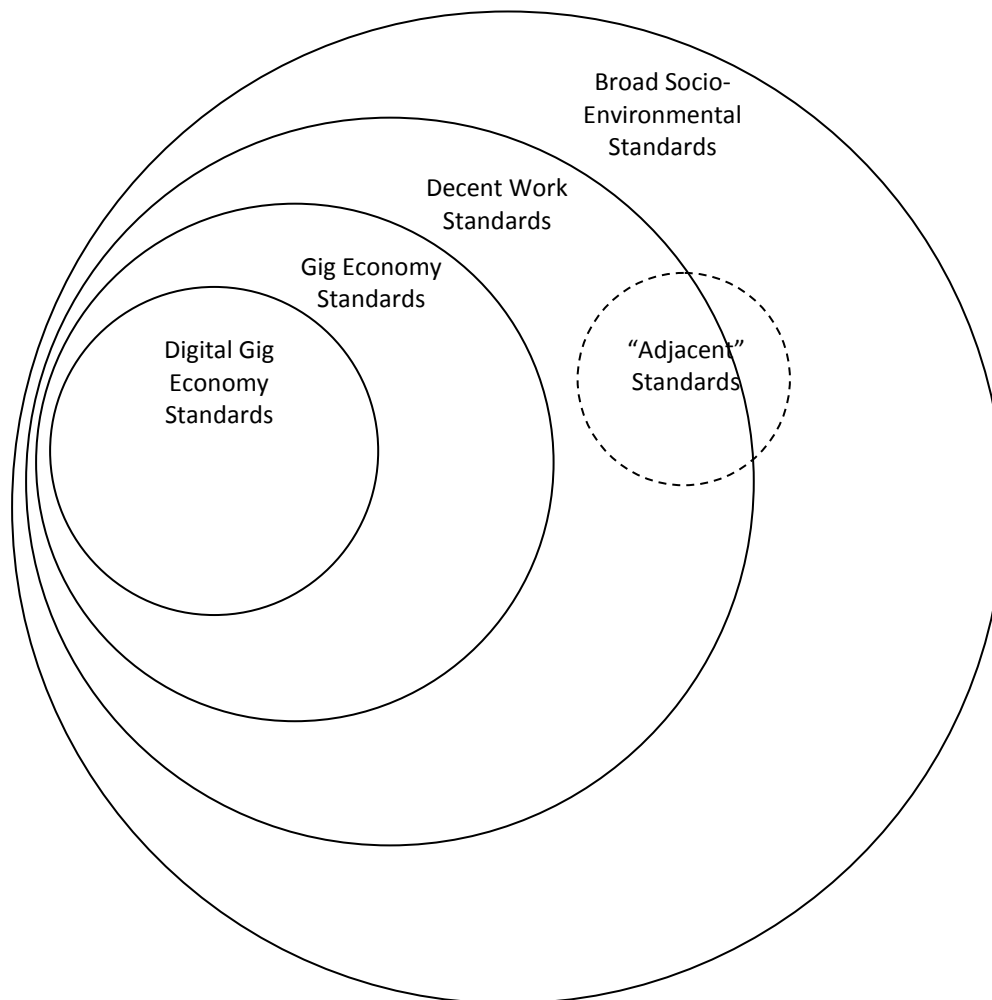 Broad Socio-
Environmental
Standards
Decent Work
Standards
Gig Economy
Standards
Digital Gig
Economy
Standards
“Adjacent”
Standards